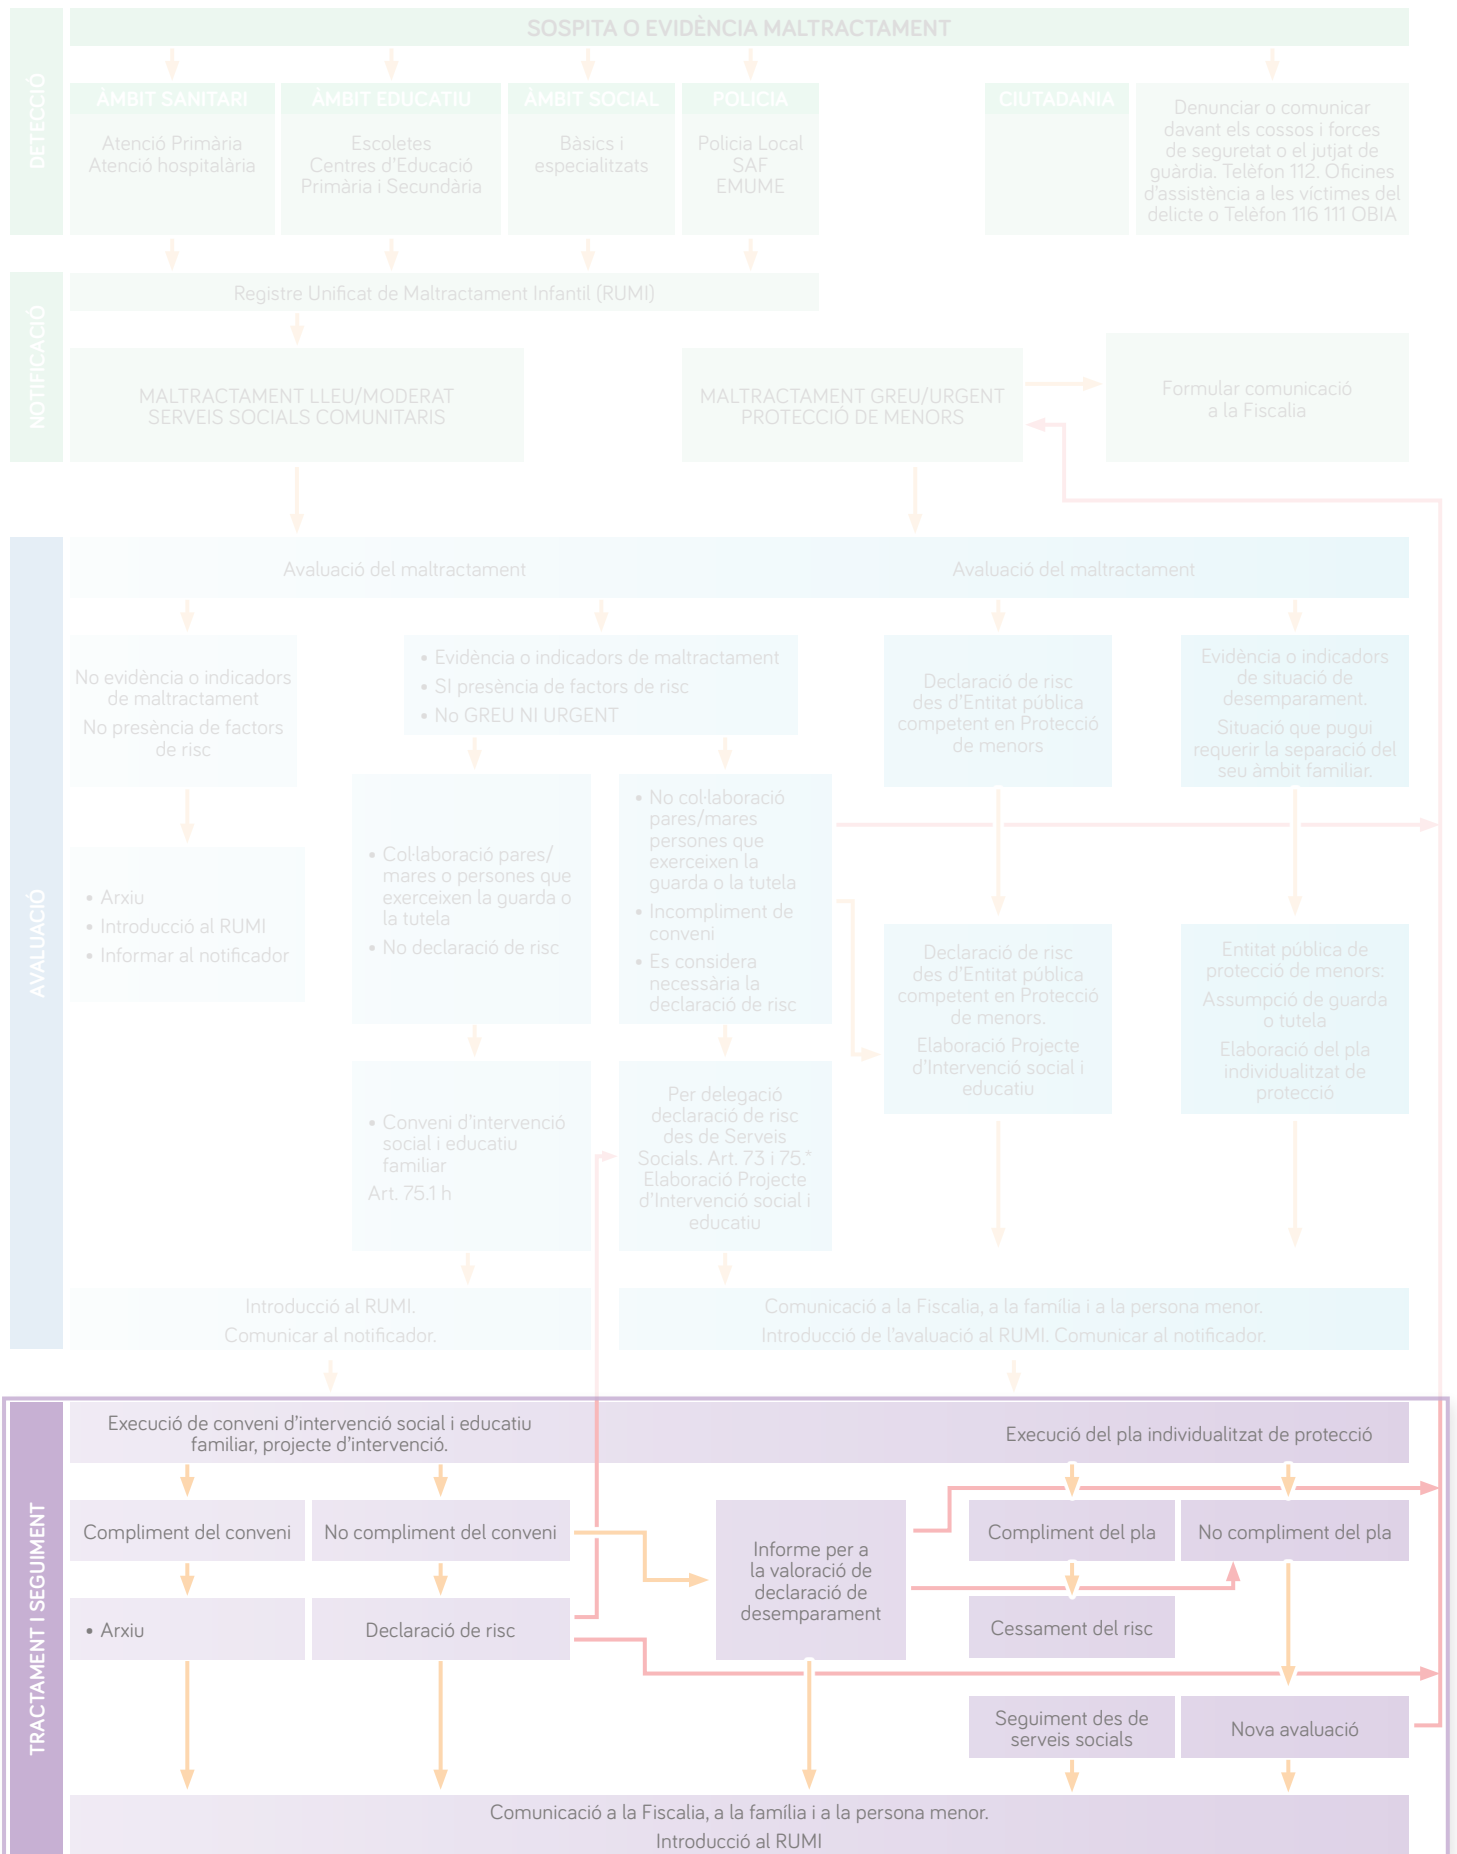 SOSPITA O EVIDÈNCIA MALTRACTAMENT
DETECCIÓ
ÀMBIT SANITARI
Atenció Primària
Atenció hospitalària
ÀMBIT EDUCATIU
Escoletes
Centres d'Educació
Primària i Secundària
ÀMBIT SOCIAL
Bàsics i
especialitzats
POLICIA
Policia Local
SAF
EMUME
CIUTADANIA
Denunciar o comunicar
davant els cossos i forces
de seguretat o el jutjat de
guàrdia. Telèfon 112. Oficines
d'assistència a les víctimes del
delicte o Telèfon 116 111 OBIA
NOTIFICACIÓ
Registre Unificat de Maltractament Infantil (RUMI)
MALTRACTAMENT LLEU/MODERAT
SERVEIS SOCIALS COMUNITARIS
MALTRACTAMENT GREU/URGENT
PROTECCIÓ DE MENORS
Formular comunicació
a la Fiscalia
AVALUACIÓ
Avaluació del maltractament
Avaluació del maltractament
No evidència o indicadors
de maltractament
No presència de factors
de risc
• Evidència o indicadors de maltractament
• SI presència de factors de risc
• No GREU NI URGENT
Declaració de risc
des d'Entitat pública
competent en Protecció
de menors
Evidència o indicadors
de situació de
desemparament.
Situació que pugui
requerir la separació del
seu àmbit familiar.
• Arxiu
• Introducció al RUMI
• Informar al notificador
• Col·laboració pares/
mares o persones que
exerceixen la guarda o
la tutela
• No declaració de risc
• No col·laboració
pares/mares
persones que
exerceixen la
guarda o la tutela
• Incompliment de
conveni
• Es considera
necessària la
declaració de risc
Declaració de risc
des d'Entitat pública
competent en Protecció
de menors.
Elaboració Projecte
d'Intervenció social i
educatiu
Entitat pública de
protecció de menors:
Assumpció de guarda
o tutela
Elaboració del pla
individualitzat de
protecció
• Conveni d'intervenció
social i educatiu
familiar
Art. 75.1 h
Per delegació
declaració de risc
des de Serveis
Socials. Art. 73 i 75.*
Elaboració Projecte
d'Intervenció social i
educatiu
Introducció al RUMI.
Comunicar al notificador.
Comunicació a la Fiscalia, a la família i a la persona menor.
Introducció de l'avaluació al RUMI. Comunicar al notificador.
TRACTAMENT I SEGUIMENT
Execució de conveni d'intervenció social i educatiu
familiar, projecte d'intervenció.
Execució del pla individualitzat de protecció
Compliment del conveni
No compliment del conveni
Informe per a
la valoració de
declaració de
desemparament
Compliment del pla
No compliment del pla
• Arxiu
Declaració de risc
Cessament del risc
Seguiment des de
serveis socials
Nova avaluació
Comunicació a la Fiscalia, a la família i a la persona menor.
Introducció al RUMI